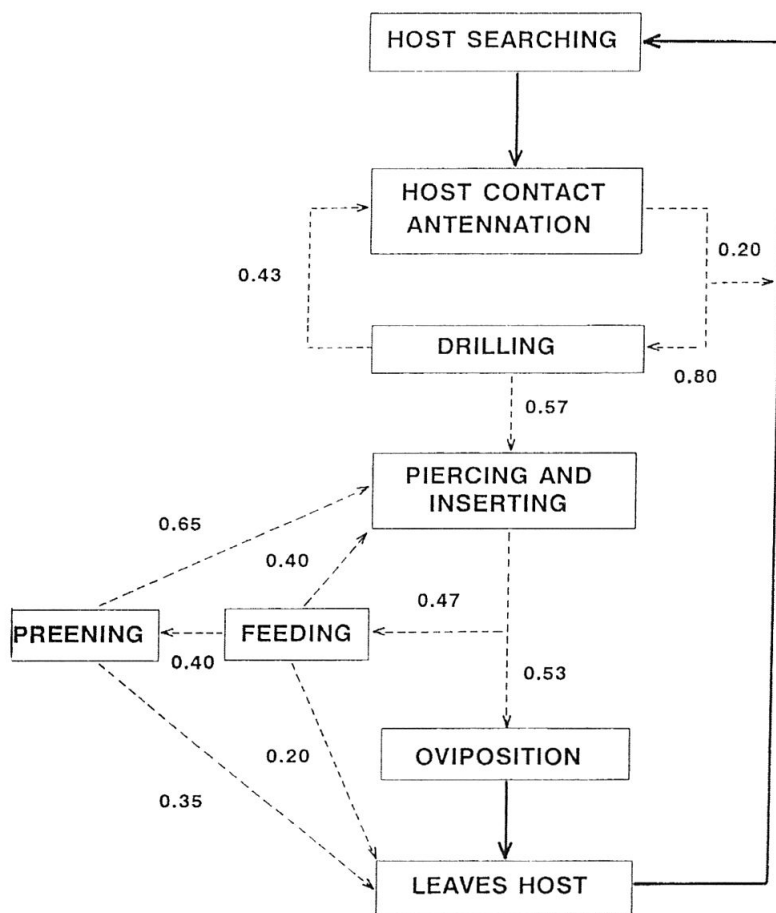 HOST SEARCHING
HOST CONTACT
ANTENNATION
0.20
0.43
DRILLING
0.80
0.57
PIERCING AND
INSERTING
0.65
0.40
0.47
PREENING
FEEDING
0.40
0.53
0.20
OVIPOSITION
0.35
LEAVES HOST